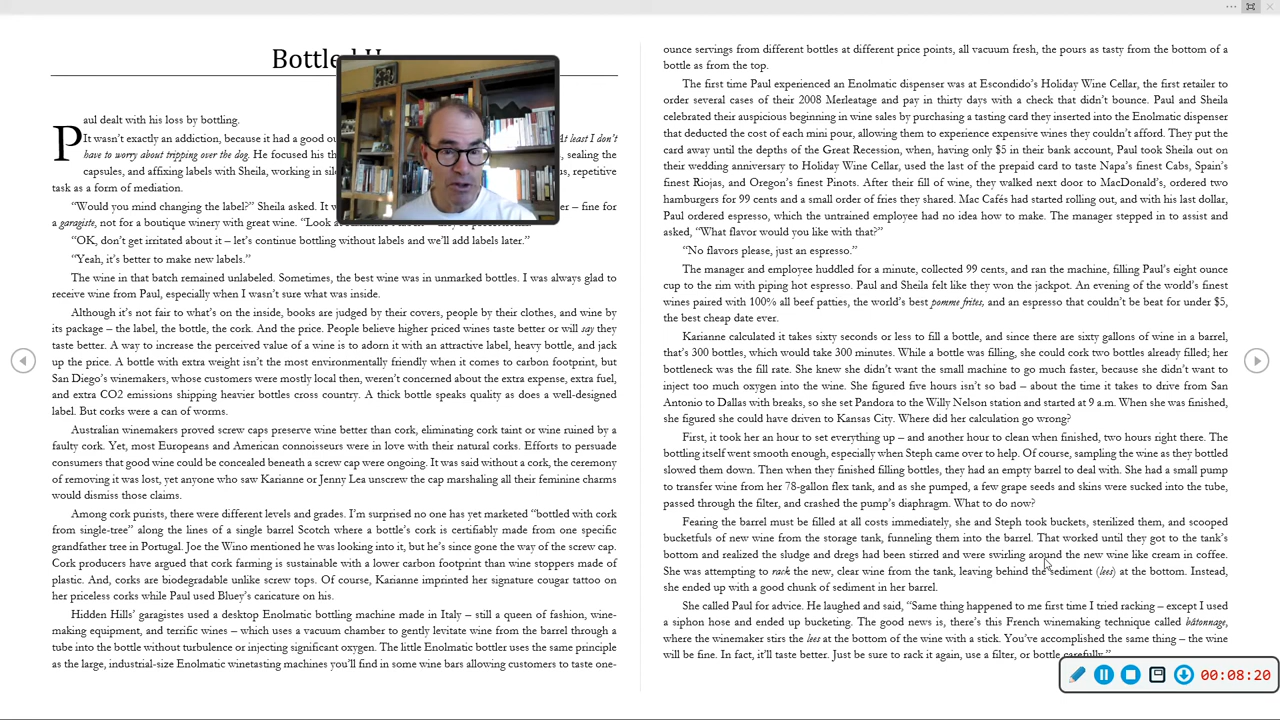 Bottled H
Paul dealt with his loss by bottling.
It wasn't exactly an addiction, because it had a good ou At least I don't
have to worry about tripping over the dog. He focused his th , sealing the
capsules, and affixing labels with Sheila, working in sil us, repetitive
task as a form of mediation.
"Would you mind changing the label?" Sheila asked. It w er – fine for
a garagiste, not for a boutique winery with great wine. "Look a
"OK, don't get irritated about it – let's continue bottling without labels and we'll add labels later."
"Yeah, it's better to make new labels."
The wine in that batch remained unlabeled. Sometimes, the best wine was in unmarked bottles. I was always glad to
receive wine from Paul, especially when I wasn't sure what was inside.
Although it's not fair to what's on the inside, books are judged by their covers, people by their clothes, and wine by
its package – the label, the bottle, the cork. And the price. People believe higher priced wines taste better or will say they
taste better. A way to increase the perceived value of a wine is to adorn it with an attractive label, heavy bottle, and jack
up the price. A bottle with extra weight isn't the most environmentally friendly when it comes to carbon footprint, but
San Diego's winemakers, whose customers were mostly local then, weren't concerned about the extra expense, extra fuel,
and extra CO2 emissions shipping heavier bottles cross country. A thick bottle speaks quality as does a well-designed
label. But corks were a can of worms.
Australian winemakers proved screw caps preserve wine better than cork, eliminating cork taint or wine ruined by a
faulty cork. Yet, most Europeans and American connoisseurs were in love with their natural corks. Efforts to persuade
consumers that good wine could be concealed beneath a screw cap were ongoing. It was said without a cork, the ceremony
of removing it was lost, yet anyone who saw Karianne or Jenny Lea unscrew the cap marshaling all their feminine charms
would dismiss those claims.
Among cork purists, there were different levels and grades. I'm surprised no one has yet marketed "bottled with cork
from single-tree" along the lines of a single barrel Scotch where a bottle's cork is certifiably made from one specific
grandfather tree in Portugal. Joe the Wino mentioned he was looking into it, but he's since gone the way of the screw cap.
Cork producers have argued that cork farming is sustainable with a lower carbon footprint than wine stoppers made of
plastic. And, corks are biodegradable unlike screw tops. Of course, Karianne imprinted her signature cougar tattoo on
her priceless corks while Paul used Bluey's caricature on his.
Hidden Hills' garagistes used a desktop Enolmatic bottling machine made in Italy – still a queen of fashion, wine-
making equipment, and terrific wines – which uses a vacuum chamber to gently levitate wine from the barrel through a
tube into the bottle without turbulence or injecting significant oxygen. The little Enolmatic bottler uses the same principle
as the large, industrial-size Enolmatic winetasting machines you'll find in some wine bars allowing customers to taste one-
ounce servings from different bottles at different price points, all vacuum fresh, the pours as tasty from the bottom of a
bottle as from the top.
The first time Paul experienced an Enolmatic dispenser was at Escondido's Holiday Wine Cellar, the first retailer to
order several cases of their 2008 Merleatage and pay in thirty days with a check that didn't bounce. Paul and Sheila
celebrated their auspicious beginning in wine sales by purchasing a tasting card they inserted into the Enolmatic dispenser
that deducted the cost of each mini pour, allowing them to experience expensive wines they couldn't afford. They put the
card away until the depths of the Great Recession, when, having only $5 in their bank account, Paul took Sheila out on
their wedding anniversary to Holiday Wine Cellar, used the last of the prepaid card to taste Napa's finest Cabs, Spain's
finest Riojas, and Oregon's finest Pinots. After their fill of wine, they walked next door to MacDonald's, ordered two
hamburgers for 99 cents and a small order of fries they shared. Mac Cafés had started rolling out, and with his last dollar,
Paul ordered espresso, which the untrained employee had no idea how to make. The manager stepped in to assist and
asked, "What flavor would you like with that?"
"No flavors please, just an espresso."
The manager and employee huddled for a minute, collected 99 cents, and ran the machine, filling Paul's eight ounce
cup to the rim with piping hot espresso. Paul and Sheila felt like they won the jackpot. An evening of the world's finest
wines paired with 100% all beef patties, the world's best pomme frites, and an espresso that couldn't be beat for under $5,
the best cheap date ever.
Karianne calculated it takes sixty seconds or less to fill a bottle, and since there are sixty gallons of wine in a barrel,
that's 300 bottles, which would take 300 minutes. While a bottle was filling, she could cork two bottles already filled; her
bottleneck was the fill rate. She knew she didn't want the small machine to go much faster, because she didn't want to
inject too much oxygen into the wine. She figured five hours isn't so bad – about the time it takes to drive from San
Antonio to Dallas with breaks, so she set Pandora to the Willy Nelson station and started at 9 a.m. When she was finished,
she figured she could have driven to Kansas City. Where did her calculation go wrong?
First, it took her an hour to set everything up – and another hour to clean when finished, two hours right there. The
bottling itself went smooth enough, especially when Steph came over to help. Of course, sampling the wine as they bottled
slowed them down. Then when they finished filling bottles, they had an empty barrel to deal with. She had a small pump
to transfer wine from her 78-gallon flex tank, and as she pumped, a few grape seeds and skins were sucked into the tube,
passed through the filter, and crashed the pump's diaphragm. What to do now?
Fearing the barrel must be filled at all costs immediately, she and Steph took buckets, sterilized them, and scooped
bucketfuls of new wine from the storage tank, funneling them into the barrel. That worked until they got to the tank's
bottom and realized the sludge and dregs had been stirred and were swirling around the new wine like cream in coffee.
She was attempting to rack the new, clear wine from the tank, leaving behind the sediment (lees) at the bottom. Instead,
she ended up with a good chunk of sediment in her barrel.
She called Paul for advice. He laughed and said, "Same thing happened to me first time I tried racking – except I used
a siphon hose and ended up bucketing. The good news is, there's this French winemaking technique called bâtonnage,
where the winemaker stirs the lees at the bottom of the wine with a stick. You've accomplished the same thing – the wine
will be fine. In fact, it'll taste better. Just be sure to rack it again, use a filter, or bottle carefully."
00:08:20